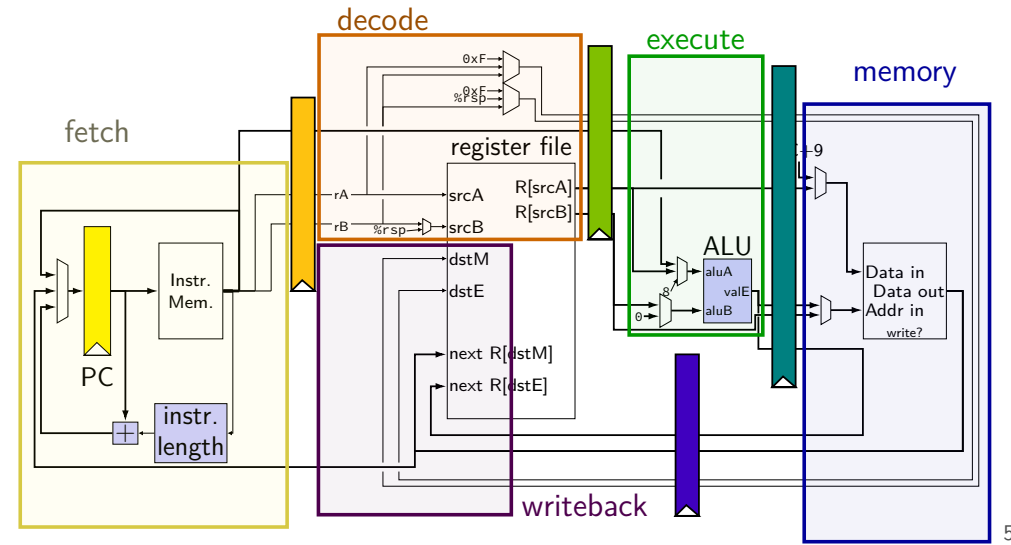 decode
execute
memory
fetch
writeback
0xF
0xF
%rsp
register file
rA
rB
%rsp
srcA
srcB
R[srcA]
R[srcB]
dstM
dstE
next R[dstM]
next R[dstE]
PC
Instr.
Mem.
+
instr.
length
ALU
aluA
valE
aluB
8
0
+9
Data in
Data out
Addr in
write?
5